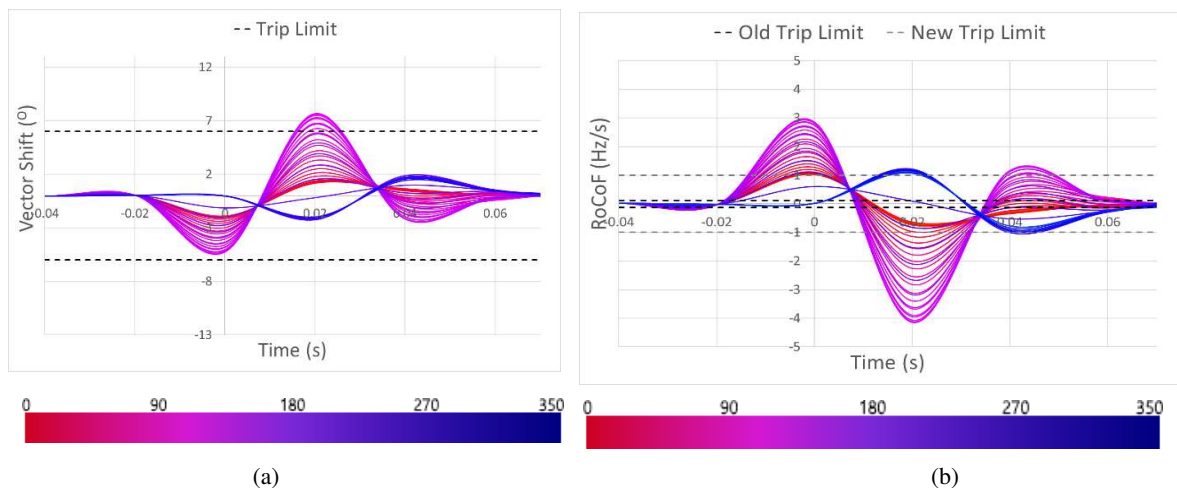 -- Trip Limit
12
7
2
-0.04
-0.02
0
0.02
0.04
0.06
-8
-13
Vector Shift (º)
Time (s)
0 90 180 270 350
(a)
-- Old Trip Limit -- New Trip Limit
5
4
3
2
1
0
-0.04
-0.02
0
0.02
0.04
0.06
-1
-2
-3
-4
-5
RoCoF (Hz/s)
Time (s)
0 90 180 270 350
(b)